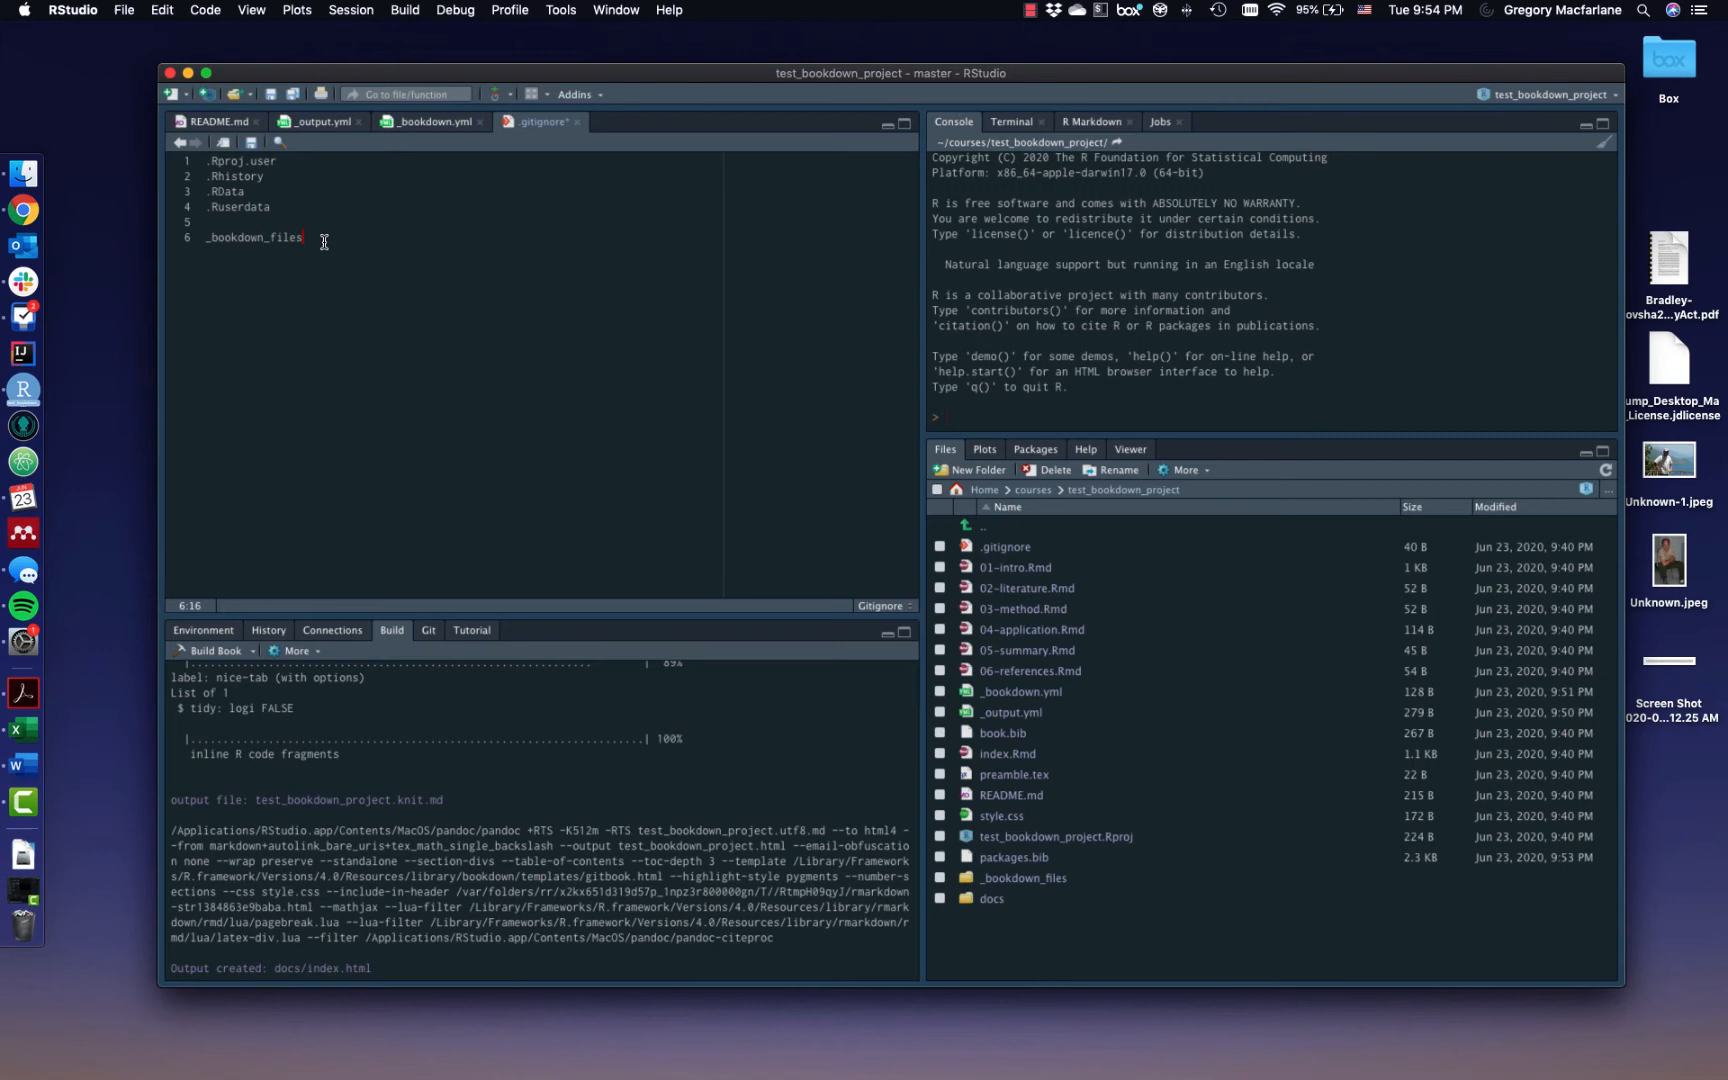 RStudio File Edit Code View Plots Session Build Debug Profile Tools Window Help
box 95% Tue 9:54 PM Gregory Macfarlane
test_bookdown_project - master - RStudio
Go to file/function Addins test_bookdown_project
README.md _output.yml _bookdown.yml .gitignore*
1 .Rproj.user
2 .Rhistory
3 .RData
4 .Ruserdata
5
6 _bookdown_files
6:16 Gitignore
Environment History Connections Build Git Tutorial
Build Book More
|................................................................ | 89%
label: nice-tab (with options)
List of 1
$ tidy: logi FALSE
|.................................................................| 100%
inline R code fragments
output file: test_bookdown_project.knit.md
/Applications/RStudio.app/Contents/MacOS/pandoc/pandoc +RTS -K512m -RTS test_bookdown_project.utf8.md --to html4 -
-from markdown+autolink_bare_uris+tex_math_single_backslash --output test_bookdown_project.html --email-obfuscatio
n none --wrap preserve --standalone --section-divs --table-of-contents --toc-depth 3 --template /Library/Framework
s/R.framework/Versions/4.0/Resources/library/bookdown/templates/gitbook.html --highlight-style pygments --number-s
ections --css style.css --include-in-header /var/folders/rr/x2kx651d319d57p_1npz3r800000gn/T//RtmpH09qyJ/rmarkdown
-str1384863e9baba.html --mathjax --lua-filter /Library/Frameworks/R.framework/Versions/4.0/Resources/library/rmark
down/rmd/lua/pagebreak.lua --lua-filter /Library/Frameworks/R.framework/Versions/4.0/Resources/library/rmarkdown/r
md/lua/latex-div.lua --filter /Applications/RStudio.app/Contents/MacOS/pandoc/pandoc-citeproc
Output created: docs/index.html
Console Terminal R Markdown Jobs
~/courses/test_bookdown_project/
Copyright (C) 2020 The R Foundation for Statistical Computing
Platform: x86_64-apple-darwin17.0 (64-bit)
R is free software and comes with ABSOLUTELY NO WARRANTY.
You are welcome to redistribute it under certain conditions.
Type 'license()' or 'licence()' for distribution details.
Natural language support but running in an English locale
R is a collaborative project with many contributors.
Type 'contributors()' for more information and
'citation()' on how to cite R or R packages in publications.
Type 'demo()' for some demos, 'help()' for on-line help, or
'help.start()' for an HTML browser interface to help.
Type 'q()' to quit R.
>
Files Plots Packages Help Viewer
New Folder Delete Rename More
Home courses test_bookdown_project ...
Name Size Modified
..
.gitignore 40 B Jun 23, 2020, 9:40 PM
01-intro.Rmd 1 KB Jun 23, 2020, 9:40 PM
02-literature.Rmd 52 B Jun 23, 2020, 9:40 PM
03-method.Rmd 52 B Jun 23, 2020, 9:40 PM
04-application.Rmd 114 B Jun 23, 2020, 9:40 PM
05-summary.Rmd 45 B Jun 23, 2020, 9:40 PM
06-references.Rmd 54 B Jun 23, 2020, 9:40 PM
_bookdown.yml 128 B Jun 23, 2020, 9:51 PM
_output.yml 279 B Jun 23, 2020, 9:50 PM
book.bib 267 B Jun 23, 2020, 9:40 PM
index.Rmd 1.1 KB Jun 23, 2020, 9:40 PM
preamble.tex 22 B Jun 23, 2020, 9:40 PM
README.md 215 B Jun 23, 2020, 9:40 PM
style.css 172 B Jun 23, 2020, 9:40 PM
test_bookdown_project.Rproj 224 B Jun 23, 2020, 9:40 PM
packages.bib 2.3 KB Jun 23, 2020, 9:53 PM
_bookdown_files
docs
box
Box
Bradley-
ovsha2...yAct.pdf
ump_Desktop_Ma
_License.jdlicense
Unknown-1.jpeg
Unknown.jpeg
Screen Shot
020-0...12.25 AM
2
IJ
R
JUN
23
1